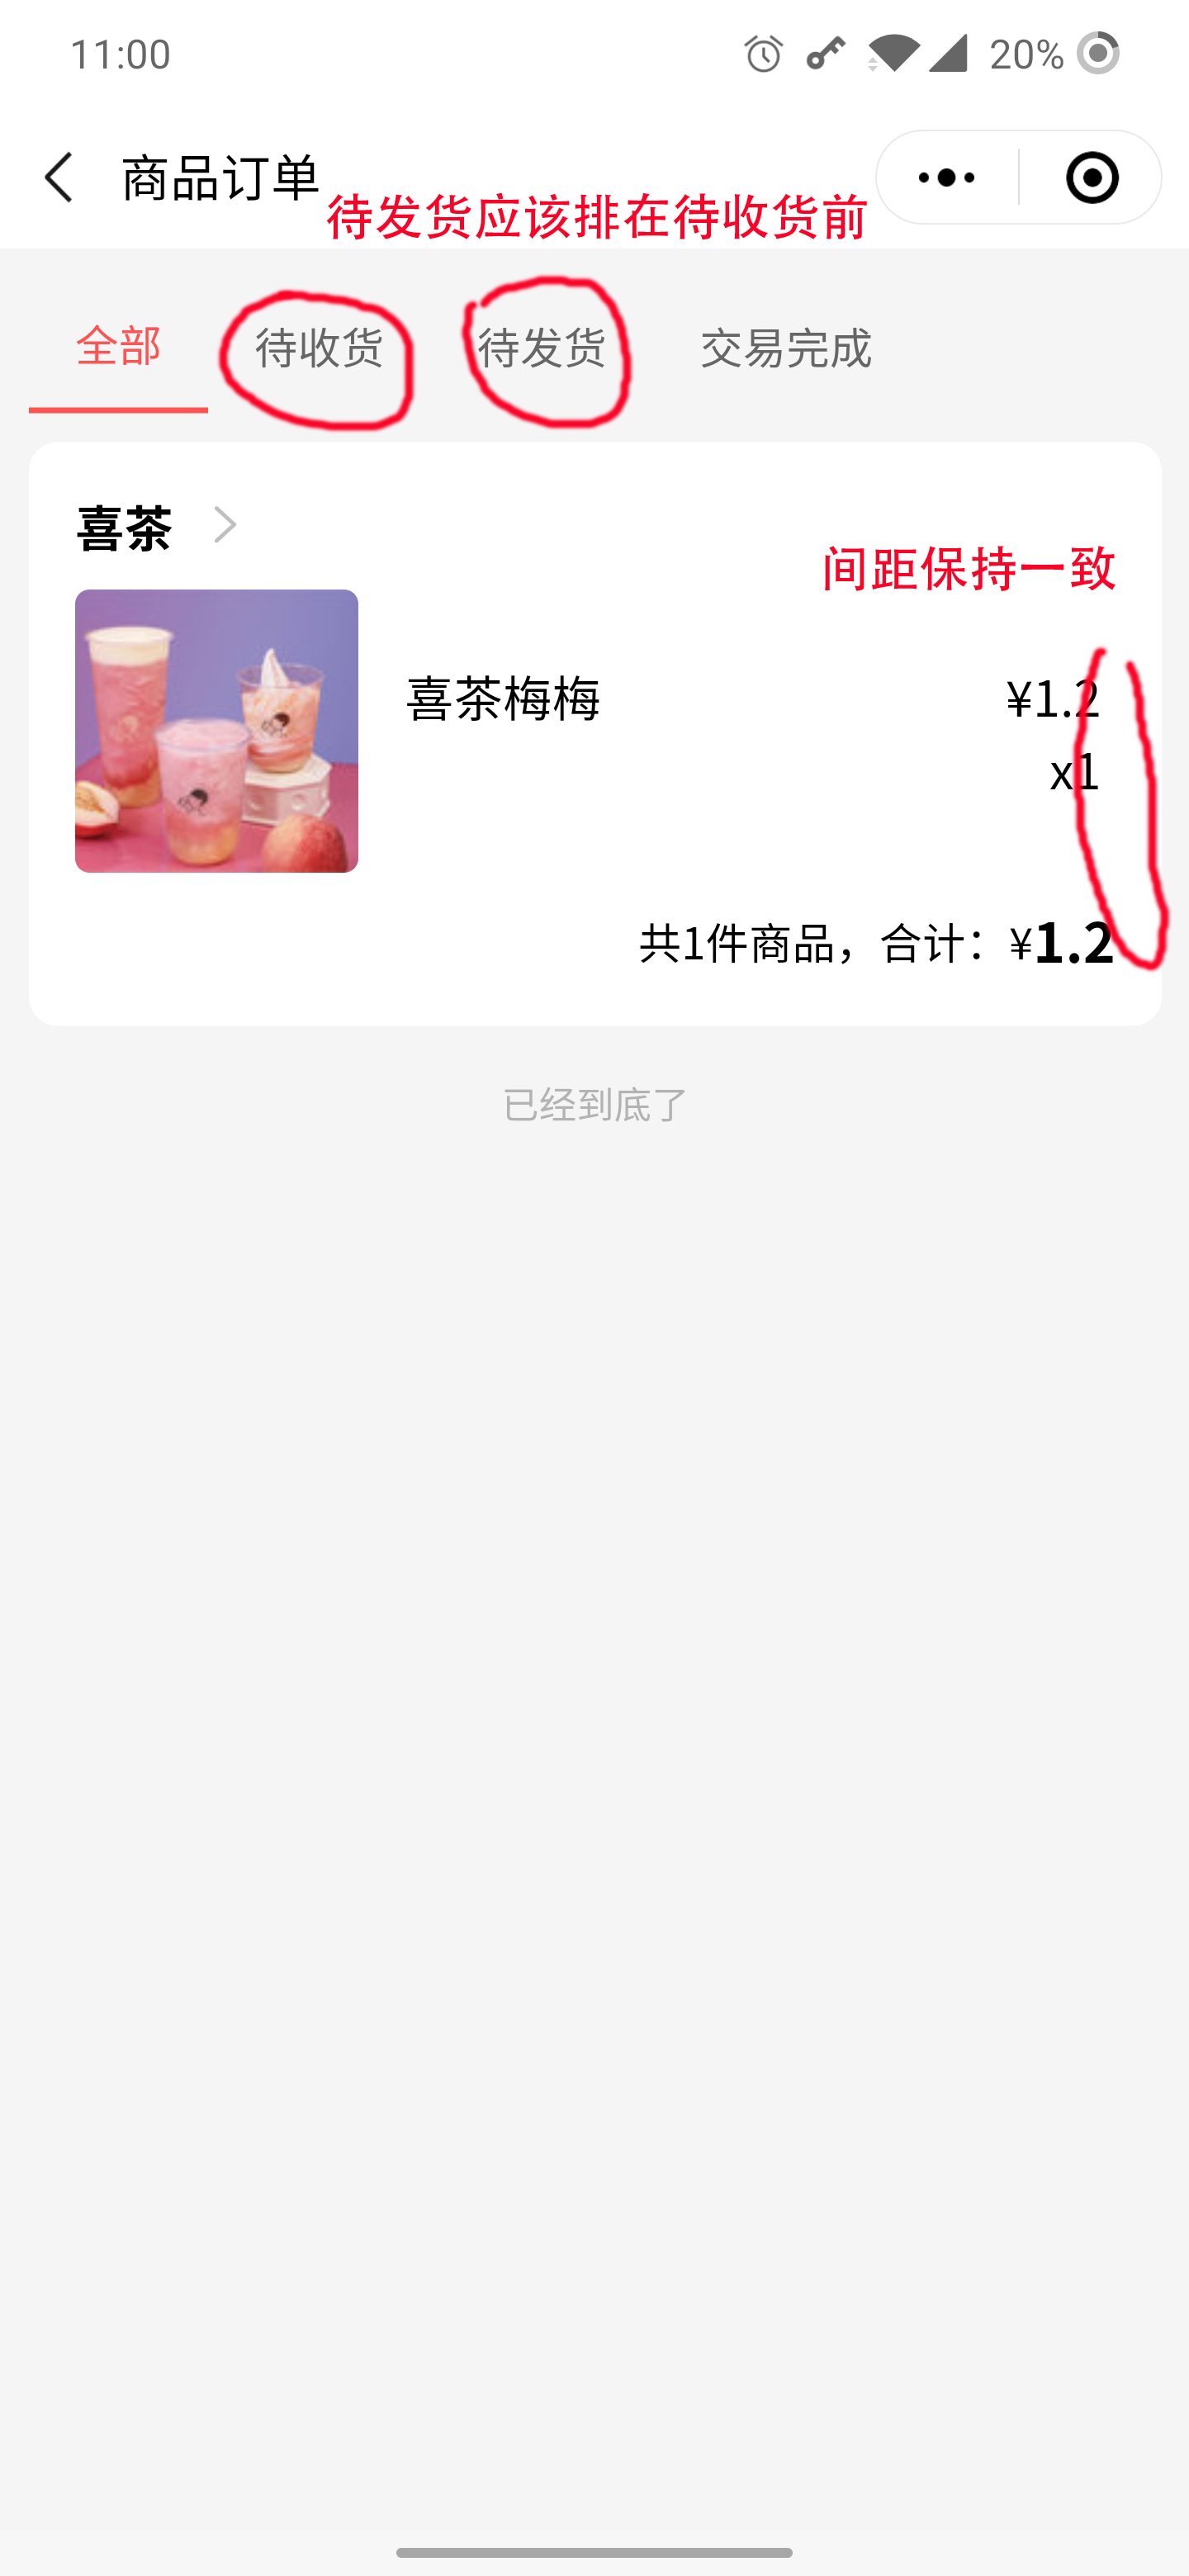 11:00 20%
商品订单
待发货应该排在待收货前
全部 待收货 待发货 交易完成
喜茶
间距保持一致
喜茶梅梅 ¥1.2
x1
共1件商品，合计：¥1.2
已经到底了